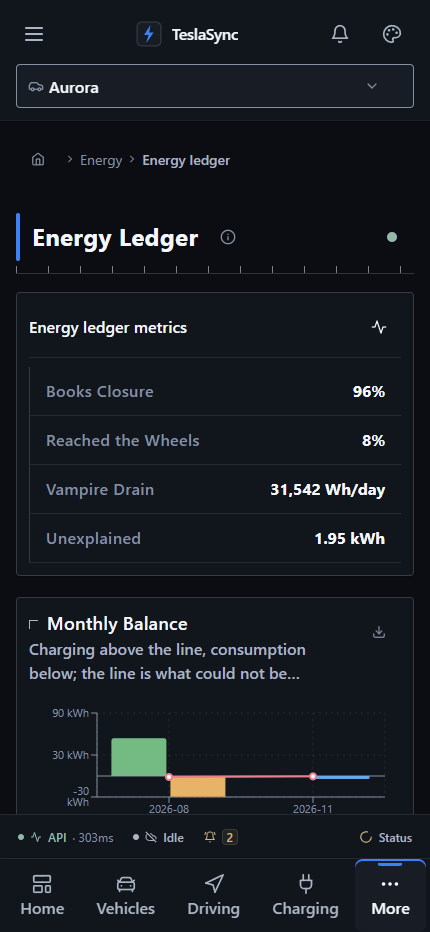 TeslaSync
Aurora
Energy
Energy ledger
Energy Ledger
Energy ledger metrics
Books Closure
96%
Reached the Wheels
8%
Vampire Drain
31,542 Wh/day
Unexplained
1.95 kWh
Monthly Balance
Charging above the line, consumption
below; the line is what could not be...
90 kWh
30 kWh
-30
kWh
2026-08
2026-11
API · 303ms
Idle
2
Status
Home
Vehicles
Driving
Charging
More